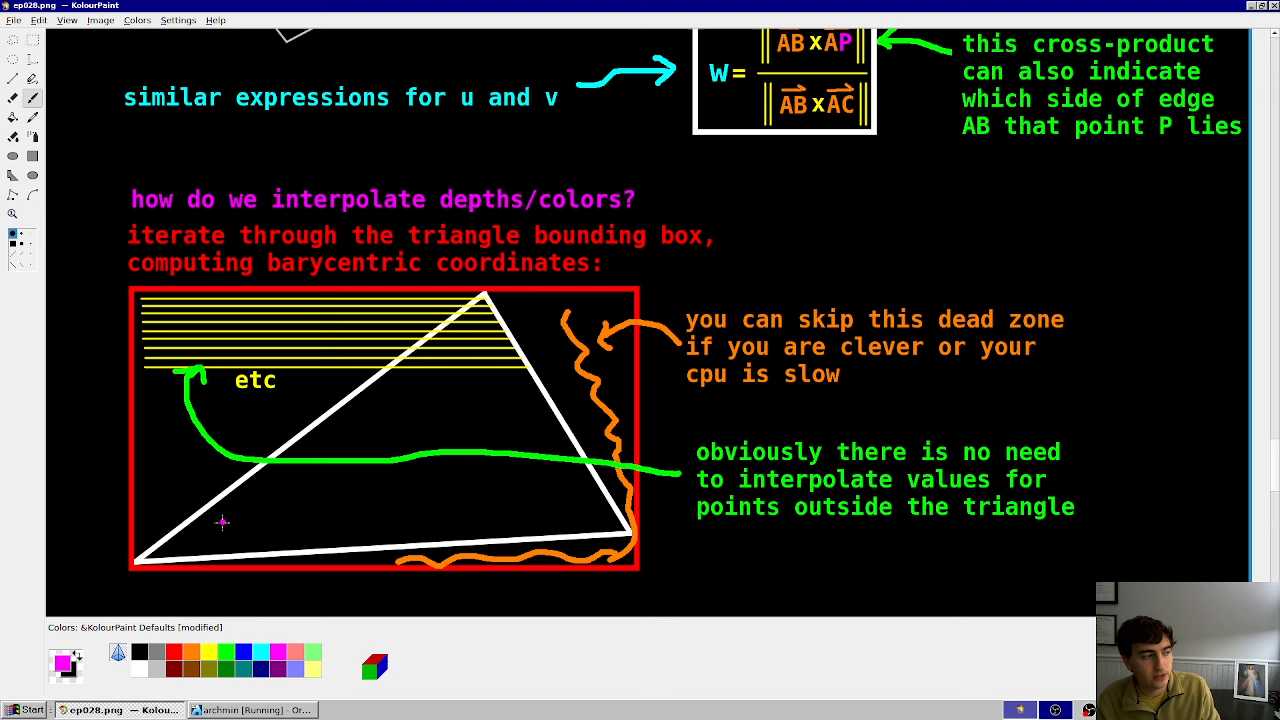 ep028.png — KolourPaint
File Edit View Image Colors Settings Help
‖AB x AP‖
W =
‖AB x AC‖
similar expressions for u and v
this cross-product
can also indicate
which side of edge
AB that point P lies
how do we interpolate depths/colors?
iterate through the triangle bounding box,
computing barycentric coordinates:
etc
you can skip this dead zone
if you are clever or your
cpu is slow
obviously there is no need
to interpolate values for
points outside the triangle
Colors: &KolourPaint Defaults [modified]
Start
ep028.png — Kolou...
archmin [Running] - Or...